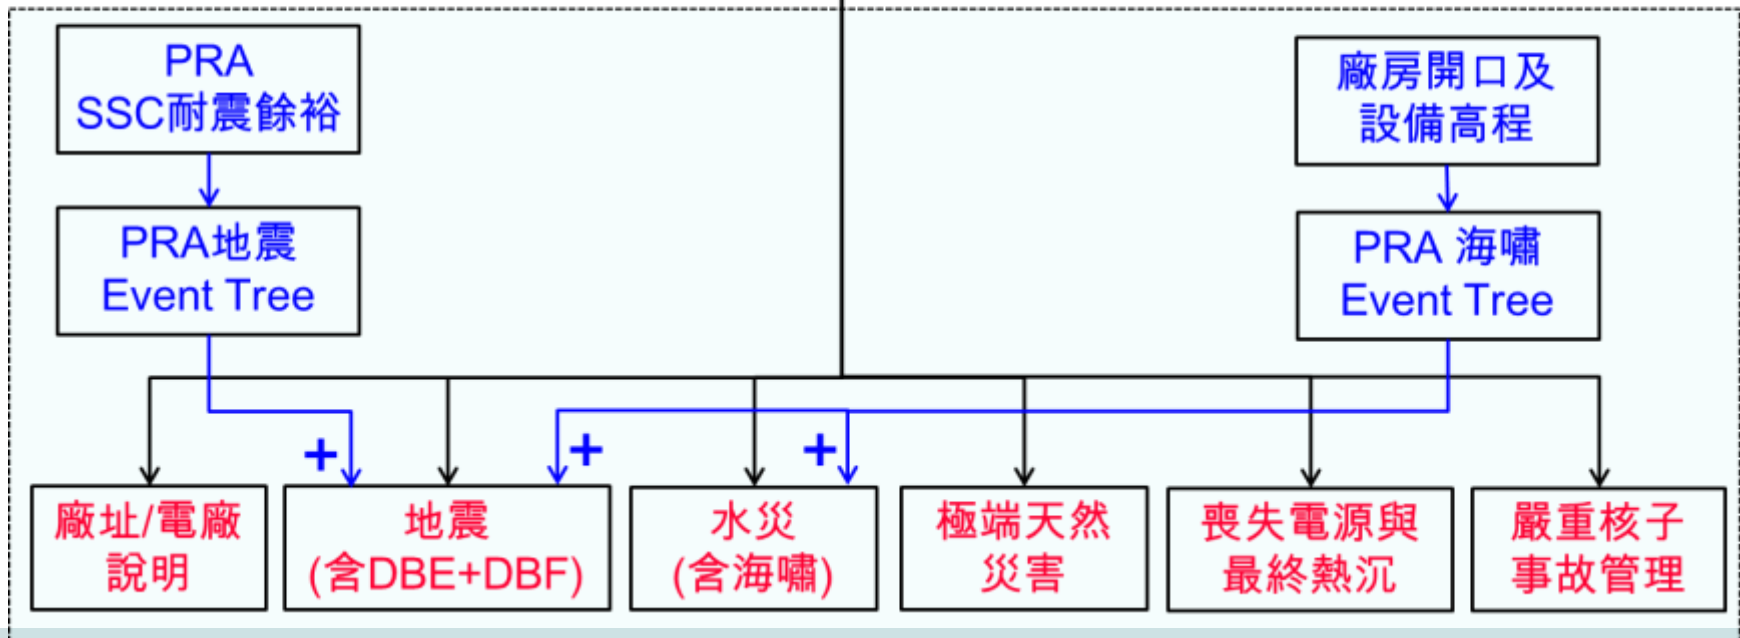 PRA
SSC耐震餘裕
廠房開口及
設備高程
PRA地震
Event Tree
PRA 海嘯
Event Tree
+
+
+
廠址/電廠
說明
地震
(含DBE+DBF)
水災
(含海嘯)
極端天然
災害
喪失電源與
最終熱沉
嚴重核子
事故管理